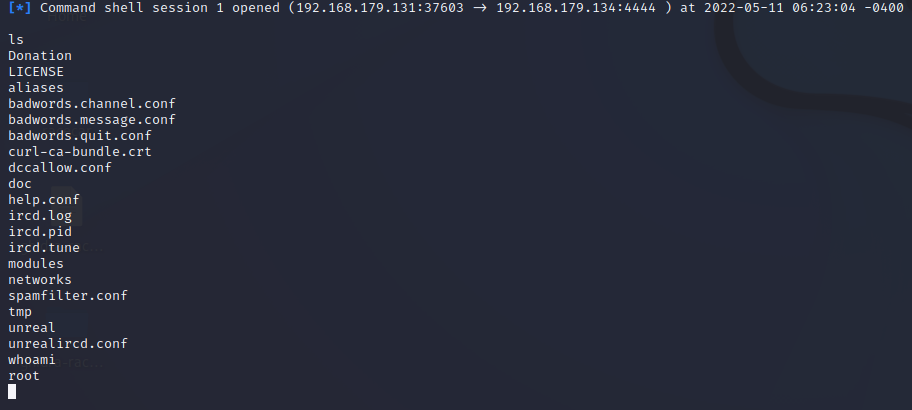 [*] Command shell session 1 opened (192.168.179.131:37603 → 192.168.179.134:4444 ) at 2022-05-11 06:23:04 -0400
ls
Donation
LICENSE
aliases
badwords.channel.conf
badwords.message.conf
badwords.quit.conf
curl-ca-bundle.crt
dccallow.conf
doc
help.conf
ircd.log
ircd.pid
ircd.tune
modules
networks
spamfilter.conf
tmp
unreal
unrealircd.conf
whoami
root